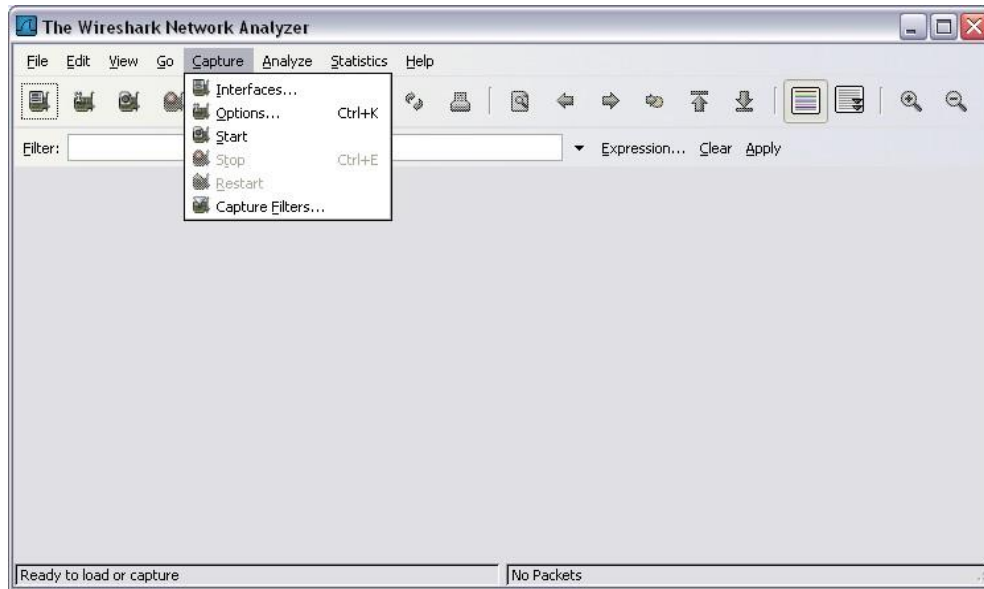 The Wireshark Network Analyzer
File Edit View Go Capture Analyze Statistics Help
Interfaces...
Options... Ctrl+K
Start
Stop Ctrl+E
Restart
Capture Filters...
Filter: Expression... Clear Apply
Ready to load or capture No Packets